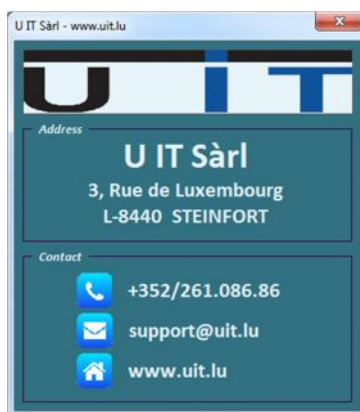 U IT Sàrl - www.uit.lu
U IT
Address
U IT Sàrl
3, Rue de Luxembourg
L-8440 STEINFORT
Contact
+352/261.086.86
support@uit.lu
www.uit.lu